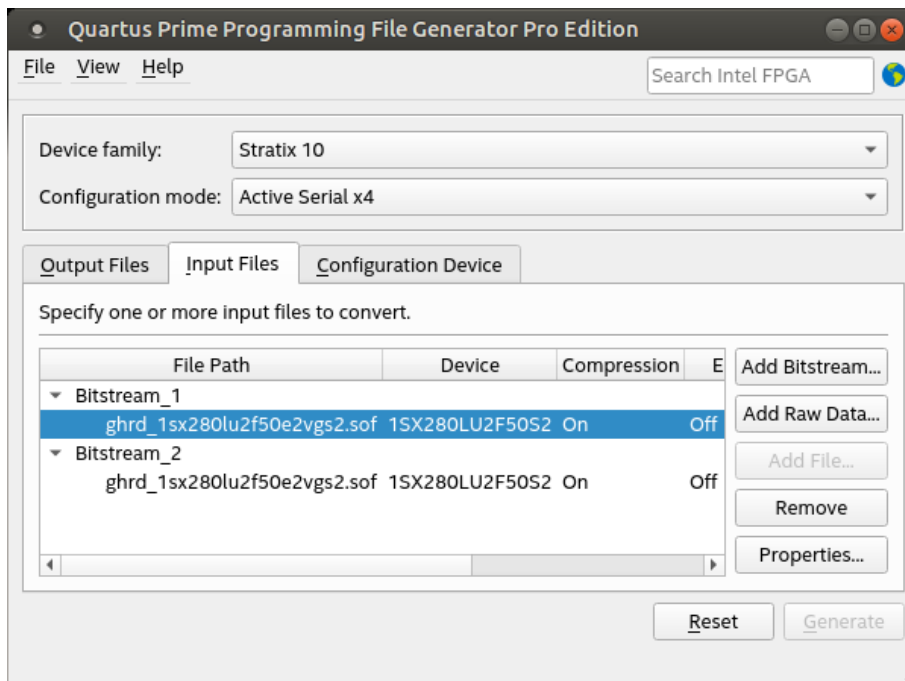 Quartus Prime Programming File Generator Pro Edition
File View Help Search Intel FPGA
Device family: Stratix 10
Configuration mode: Active Serial x4
Output Files Input Files Configuration Device
Specify one or more input files to convert.
File Path Device Compression E
Bitstream_1
ghrd_1sx280lu2f50e2vgs2.sof 1SX280LU2F50S2 On Off
Bitstream_2
ghrd_1sx280lu2f50e2vgs2.sof 1SX280LU2F50S2 On Off
Add Bitstream...
Add Raw Data...
Add File...
Remove
Properties...
Reset Generate